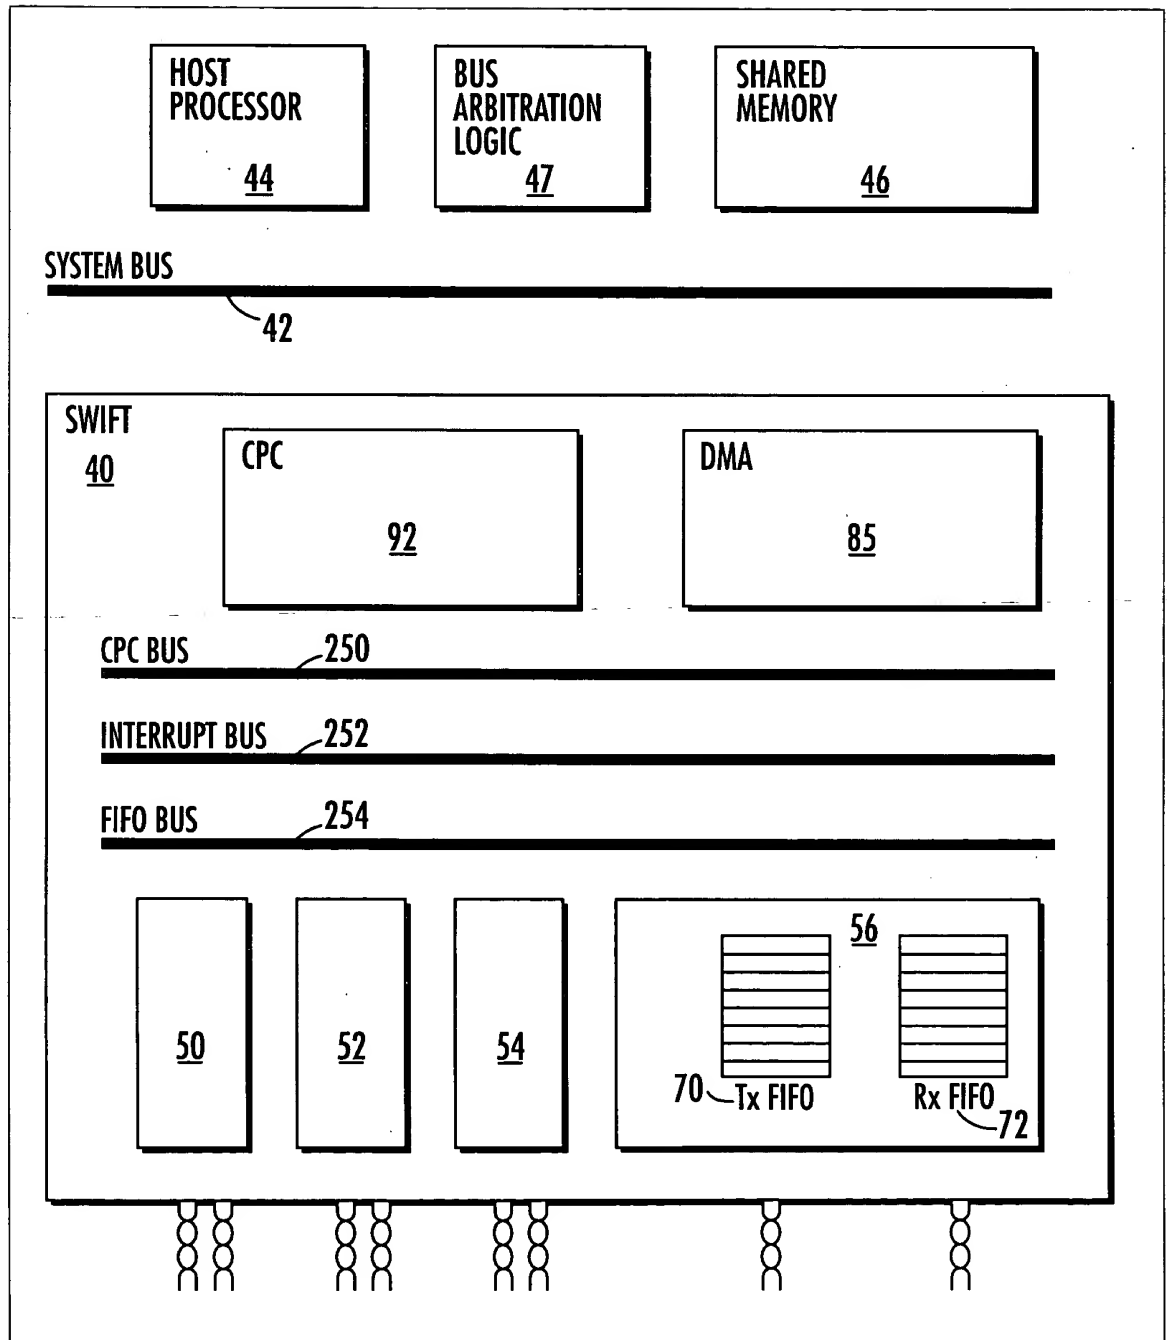 HOST
PROCESSOR
44
BUS
ARBITRATION
LOGIC
47
SHARED
MEMORY
46
SYSTEM BUS
42
SWIFT
40
CPC
92
DMA
85
CPC BUS
250
INTERRUPT BUS
252
FIFO BUS
254
50
52
54
56
70
Tx FIFO
Rx FIFO
72